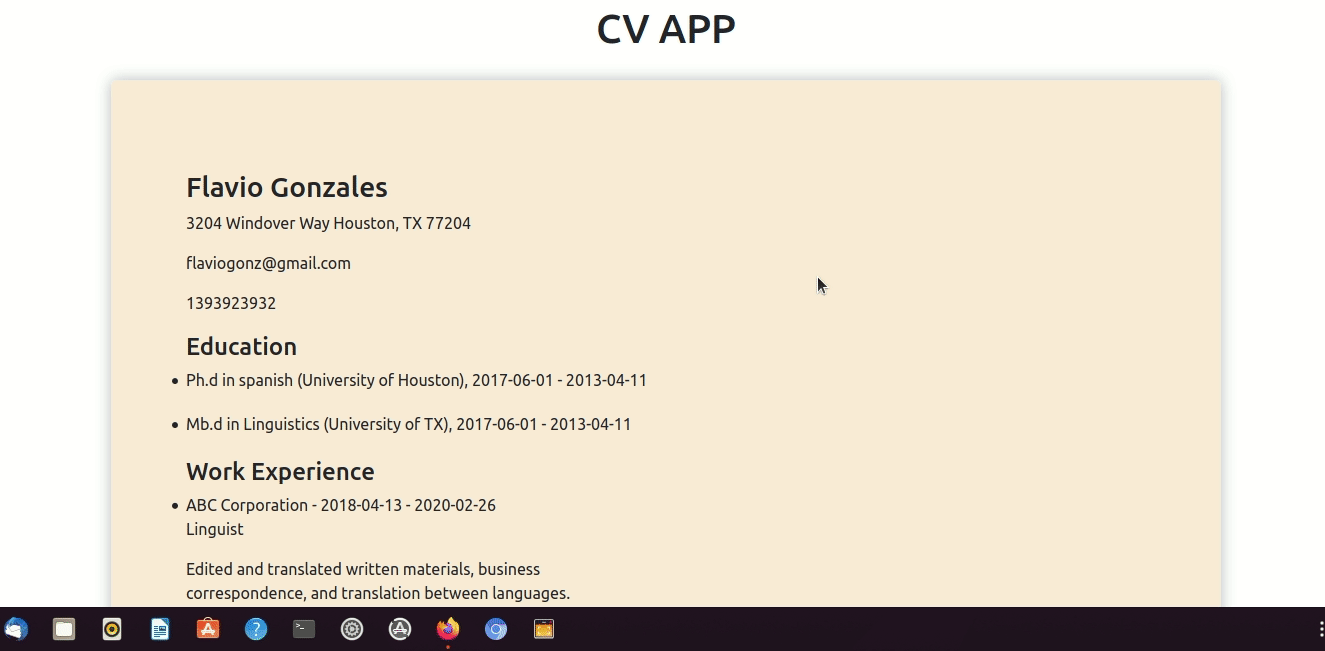 CV APP
Flavio Gonzales
3204 Windover Way Houston, TX 77204
flaviogonz@gmail.com
1393923932
Education
• Ph.d in spanish (University of Houston), 2017-06-01 - 2013-04-11
• Mb.d in Linguistics (University of TX), 2017-06-01 - 2013-04-11
Work Experience
• ABC Corporation - 2018-04-13 - 2020-02-26
Linguist
Edited and translated written materials, business
correspondence, and translation between languages.